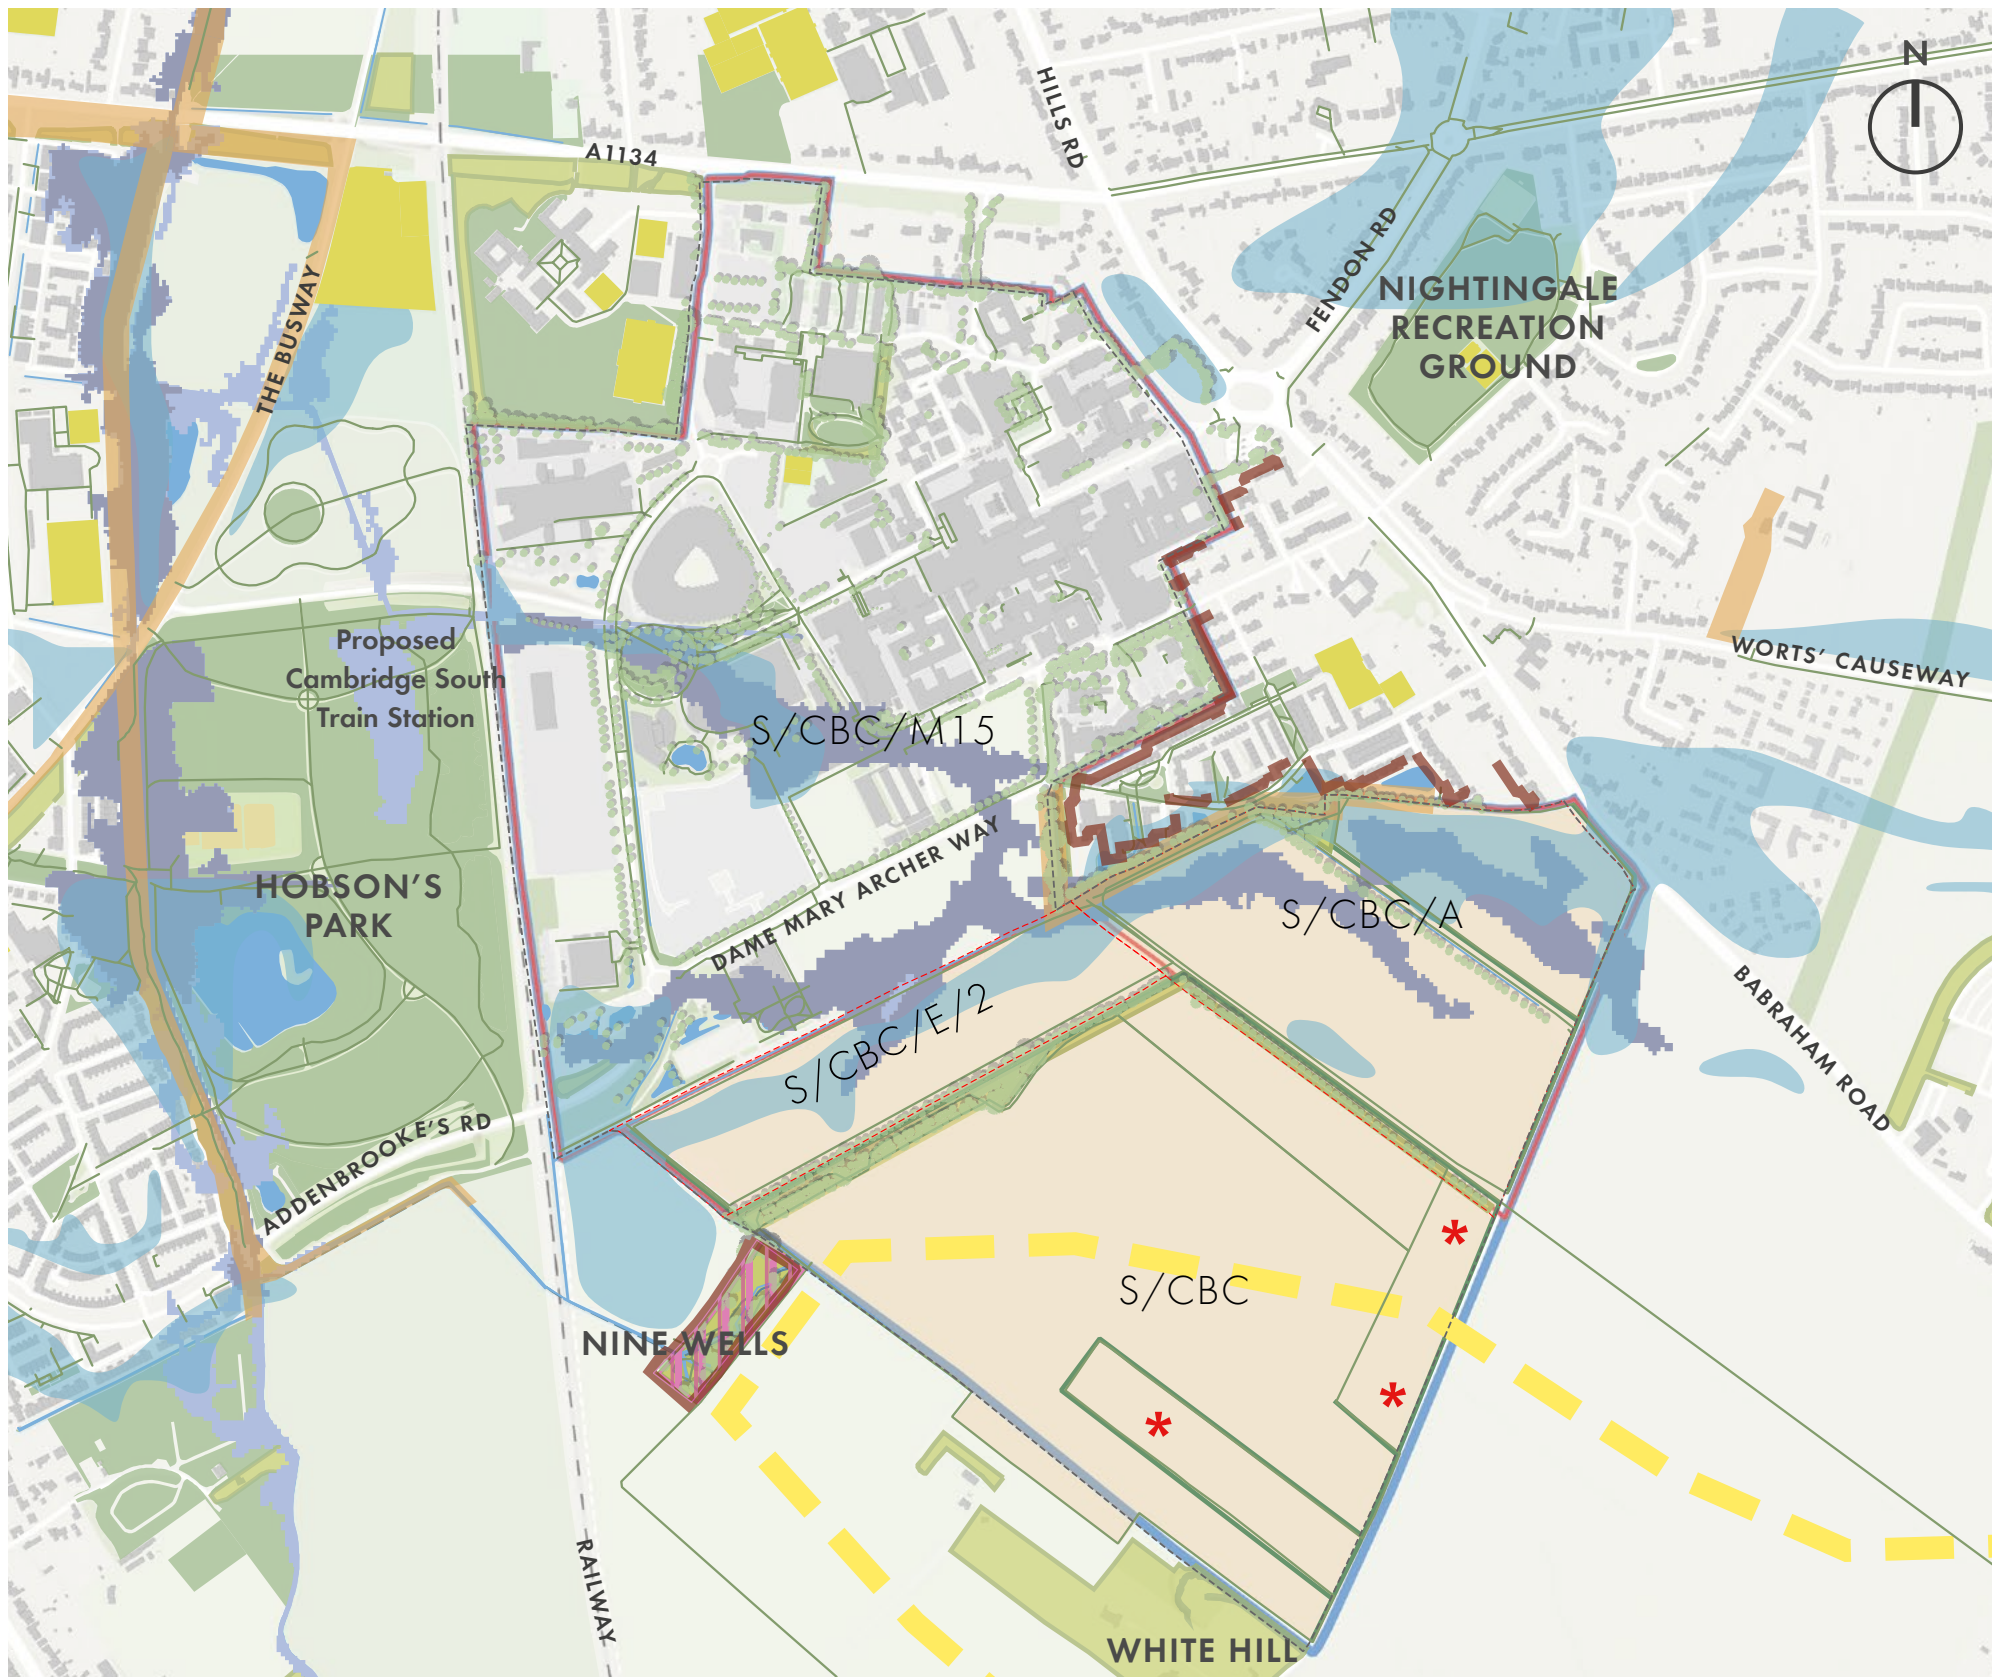 N
HILLS RD
A1134
FENDON RD
THE BUSWAY
NIGHTINGALE
RECREATION
GROUND
Proposed
Cambridge South
Train Station
WORTS' CAUSEWAY
S/CBC/M15
DAME MARY ARCHER WAY
HOBSON'S
PARK
S/CBC/A
S/CBC/E/2
BABRAHAM ROAD
ADDENBROOKE'S RD
*
S/CBC
NINE WELLS
*
*
RAILWAY
WHITE HILL